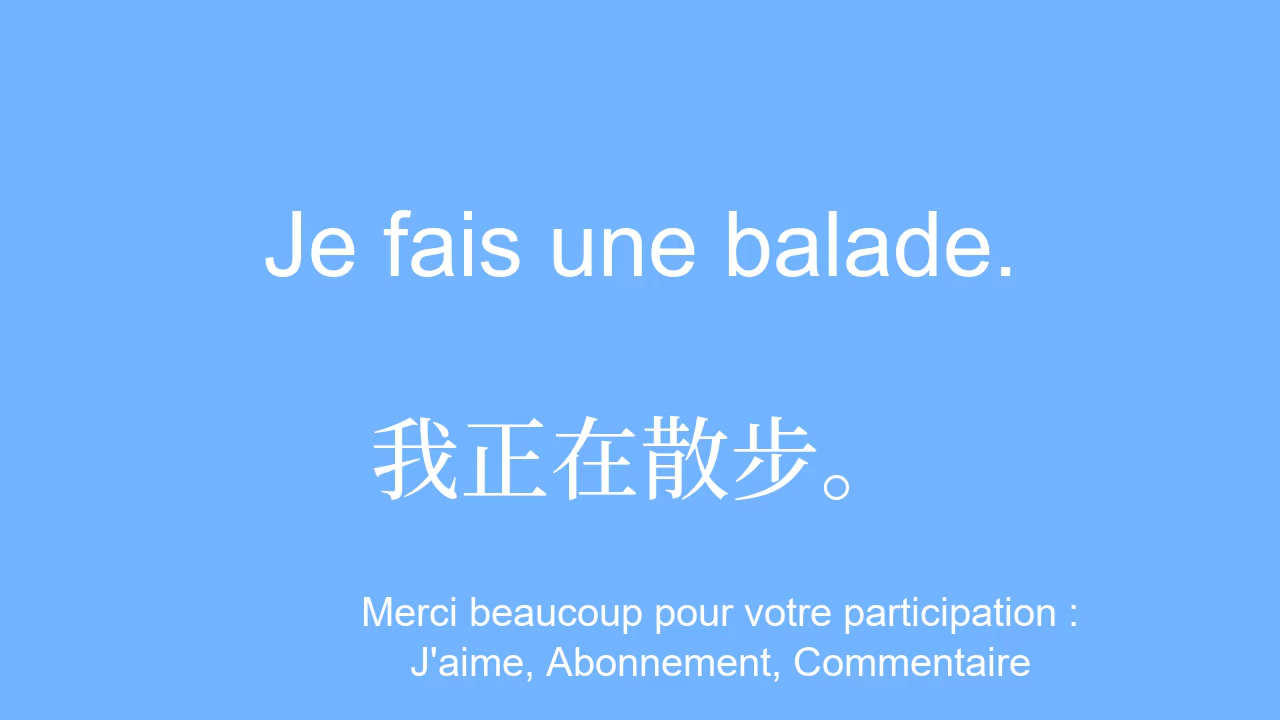 Je fais une balade.
我正在散步。
Merci beaucoup pour votre participation :
J'aime, Abonnement, Commentaire